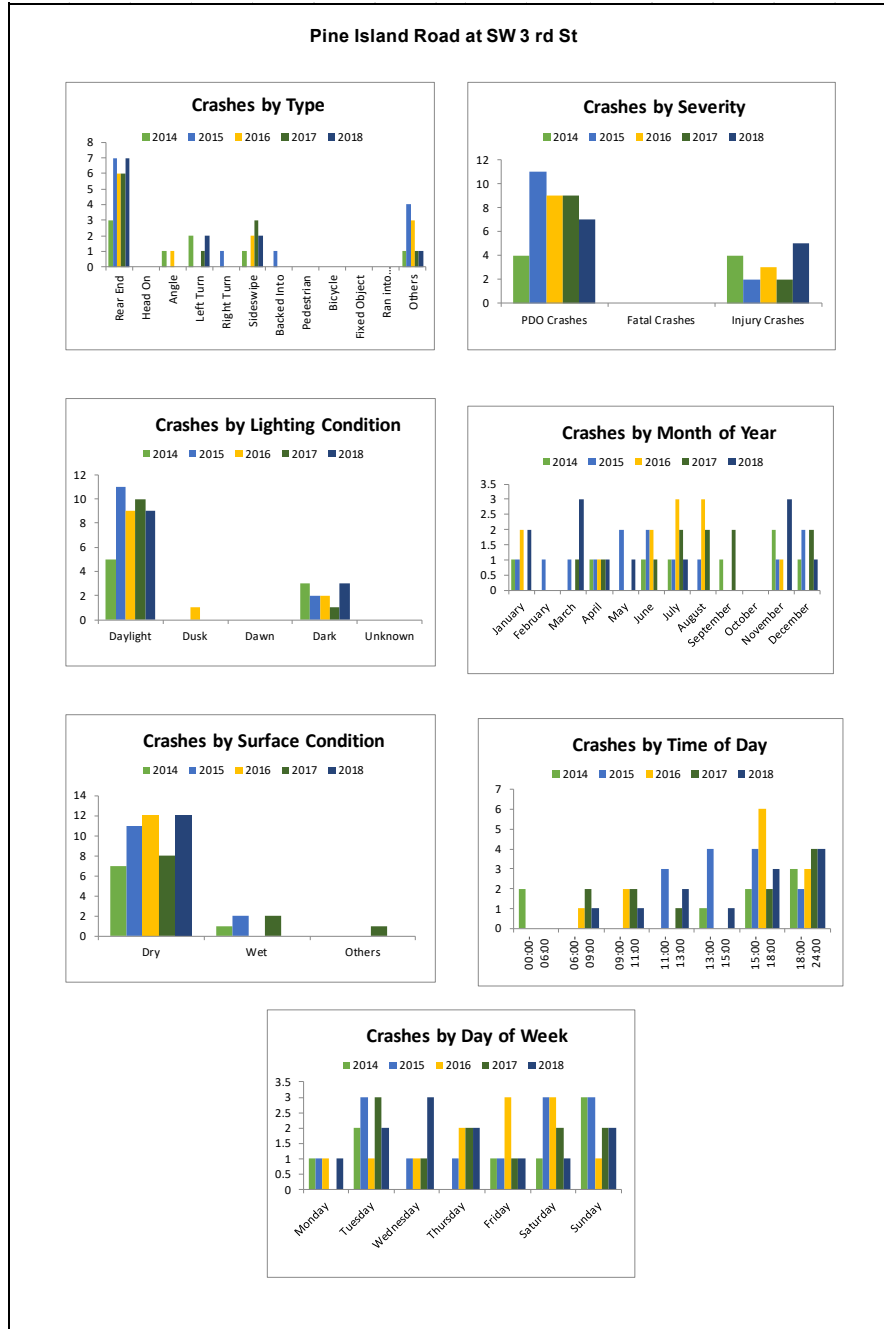 Pine Island Road at SW 3 rd St
Crashes by Type
2014 2015 2016 2017 2018
8
7
6
5
4
3
2
1
0
Rear End
Head On
Angle
Left Turn
Right Turn
Sideswipe
Backed Into
Pedestrian
Bicycle
Fixed Object
Ran into...
Others
Crashes by Severity
2014 2015 2016 2017 2018
12
10
8
6
4
2
0
PDO Crashes Fatal Crashes Injury Crashes
Crashes by Lighting Condition
2014 2015 2016 2017 2018
12
10
8
6
4
2
0
Daylight Dusk Dawn Dark Unknown
Crashes by Month of Year
2014 2015 2016 2017 2018
3.5
3
2.5
2
1.5
1
0.5
0
January
February
March
April
May
June
July
August
September
October
November
December
Crashes by Surface Condition
2014 2015 2016 2017 2018
14
12
10
8
6
4
2
0
Dry Wet Others
Crashes by Time of Day
2014 2015 2016 2017 2018
7
6
5
4
3
2
1
0
00:00-
06:00
06:00-
09:00
09:00-
11:00
11:00-
13:00
13:00-
15:00
15:00-
18:00
18:00-
24:00
Crashes by Day of Week
2014 2015 2016 2017 2018
3.5
3
2.5
2
1.5
1
0.5
0
Monday
Tuesday
Wednesday
Thursday
Friday
Saturday
Sunday